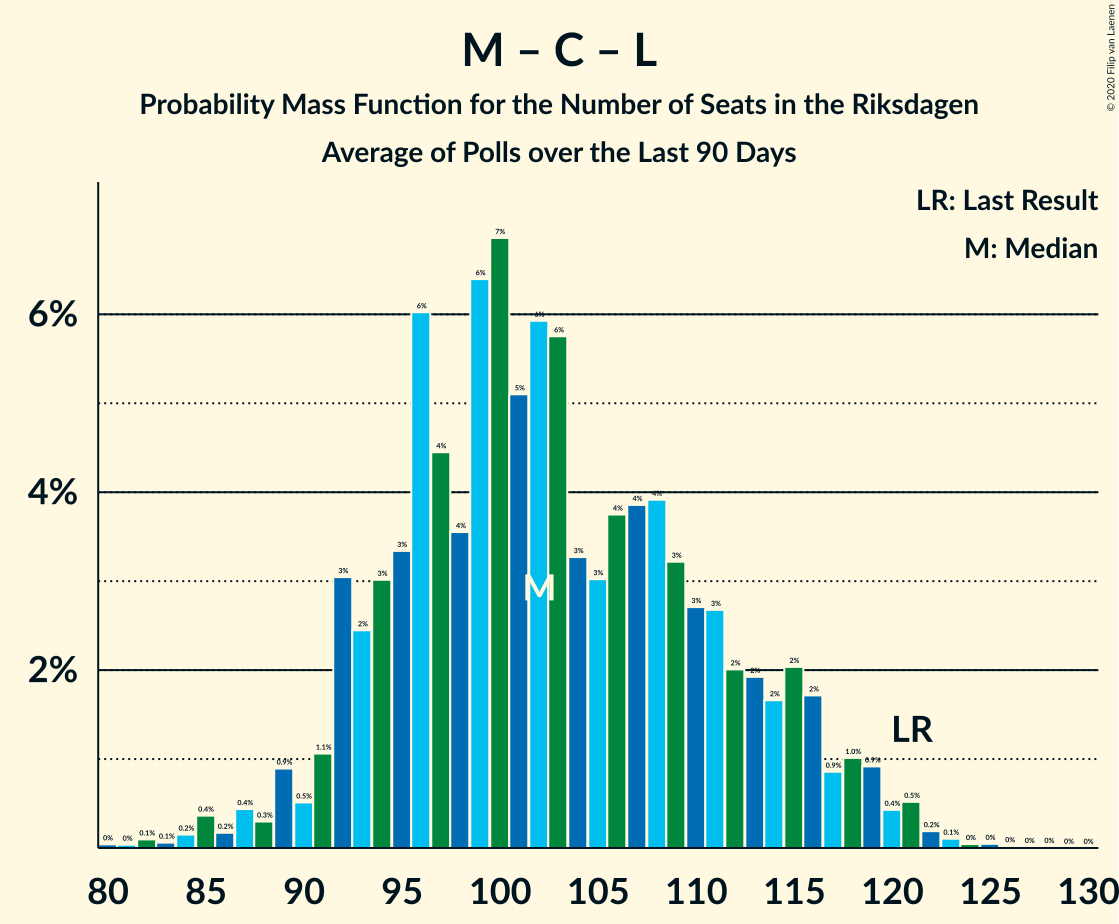 M – C – L
Probability Mass Function for the Number of Seats in the Riksdagen
Average of Polls over the Last 90 Days
© 2020 Filip van Laenen
LR: Last Result
M: Median
6%
4%
2%
0% 0% 0.1% 0.1% 0.2% 0.4% 0.2% 0.4% 0.3% 0.9% 0.5% 1.1% 3% 2% 3% 3% 6% 4% 4% 6% 7% 5% 6% 6% 3% 3% 4% 4% 4% 3% 3% 3% 2% 2% 2% 2% 2% 0.9% 1.0% 0.9% 0.4% 0.5% 0.2% 0.1% 0% 0% 0% 0% 0% 0% 0%
M
LR
80 85 90 95 100 105 110 115 120 125 130